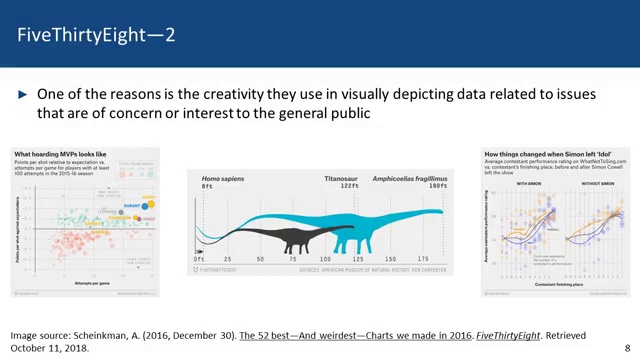 FiveThirtyEight—2
► One of the reasons is the creativity they use in visually depicting data related to issues
that are of concern or interest to the general public
What hoarding MVPs looks like
Points per shot relative to expectation vs.
attempts per game for players with at least
100 attempts in the 2015-16 season
DURANT
Points per shot against expectations
Attempts per game
Homo sapiens
6ft
Titanosaur
122ft
Amphicoelias fragillimus
190ft
0ft. 25 50 75 100 125 150 175
FIVETHIRTYEIGHT
SOURCES: AMERICAN MUSEUM OF NATURAL HISTORY, KEN CARPENTER
How things changed when Simon left 'Idol'
Average contestant performance rating on WhatNotToSing.com
vs. contestant's finishing place, before and after Simon Cowell
left the show
WITH SIMON
WITHOUT SIMON
Average contestant performance rating
Contestant finishing place
Image source: Scheinkman, A. (2016, December 30). The 52 best—And weirdest—Charts we made in 2016. FiveThirtyEight. Retrieved
October 11, 2018.
8